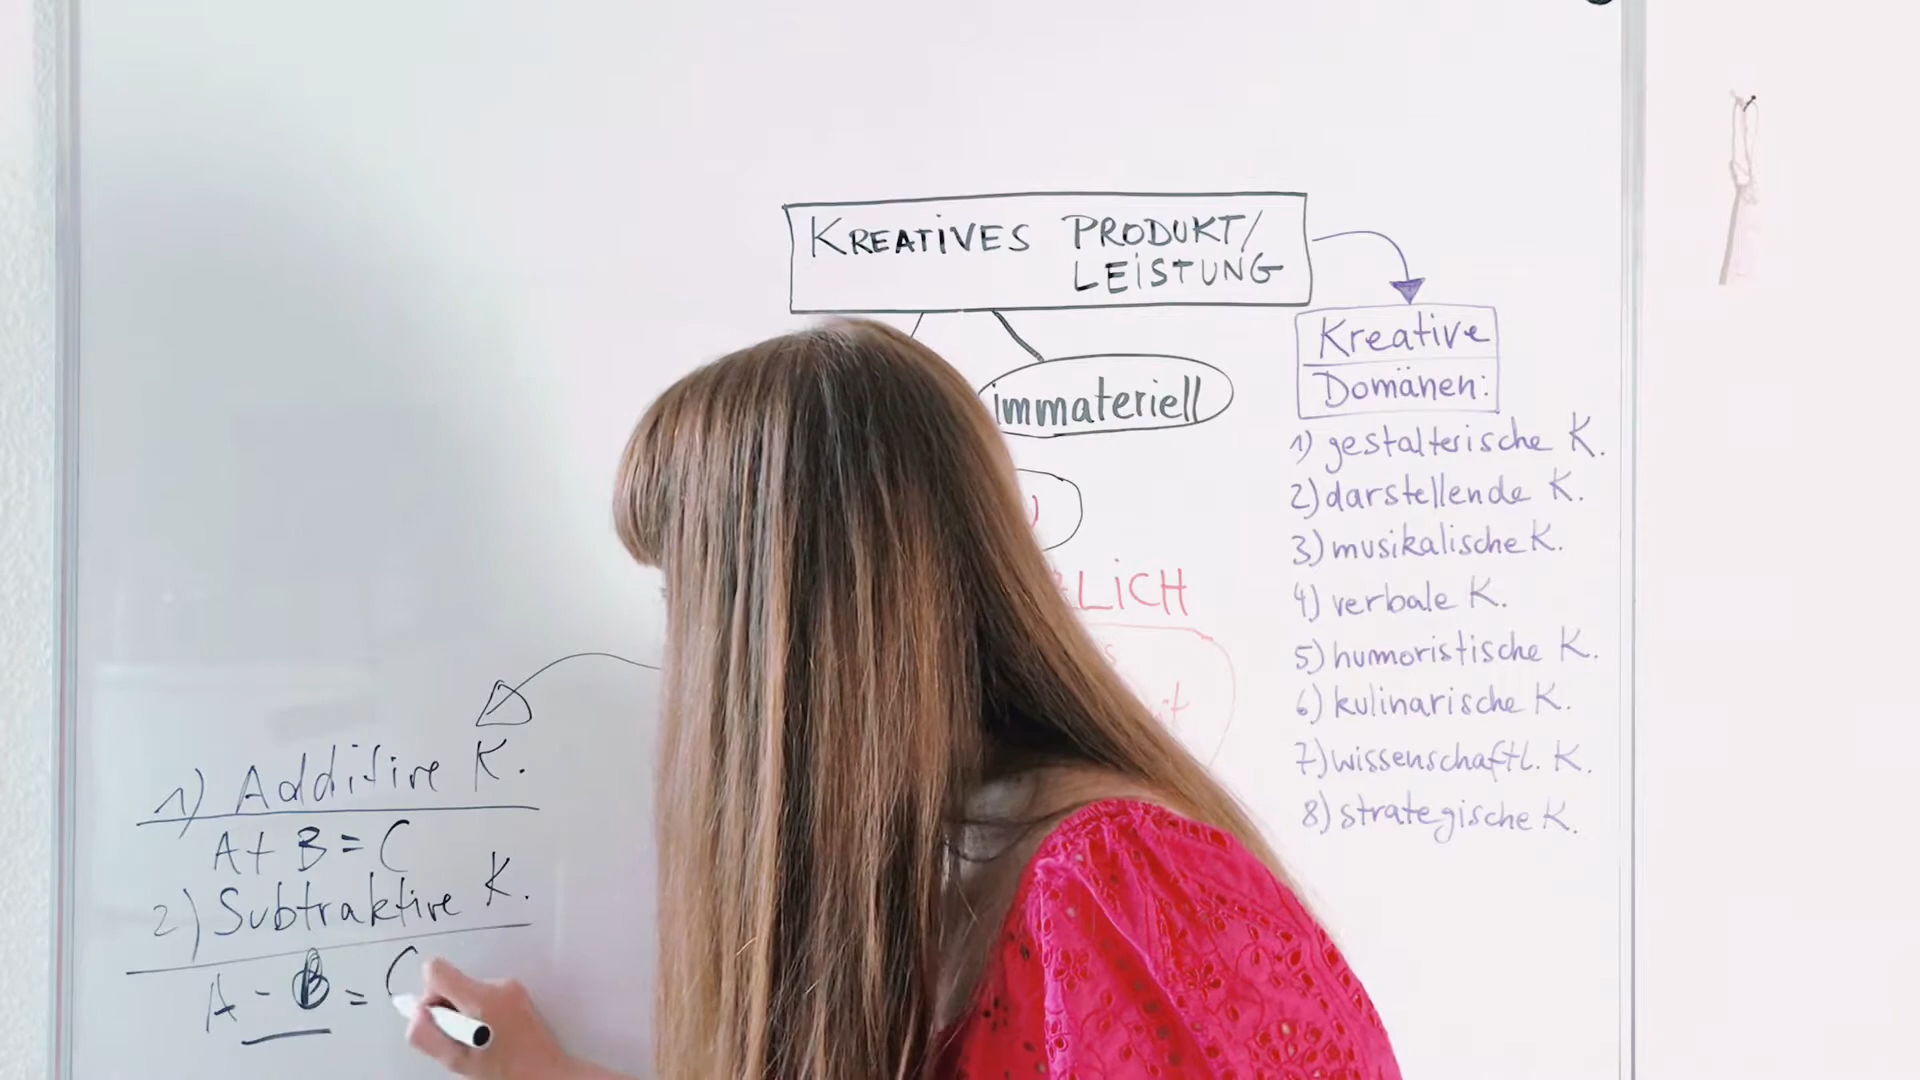 KREATIVES PRODUKT/
LEISTUNG
immateriell
LICH
Kreative
Domänen:
1) gestalterische K.
2) darstellende K.
3) musikalische K.
4) verbale K.
5) humoristische K.
6) kulinarische K.
7) wissenschaftl. K.
8) strategische K.
1) Additive K.
A + B = C
2) Subtraktive K.
A - B = C